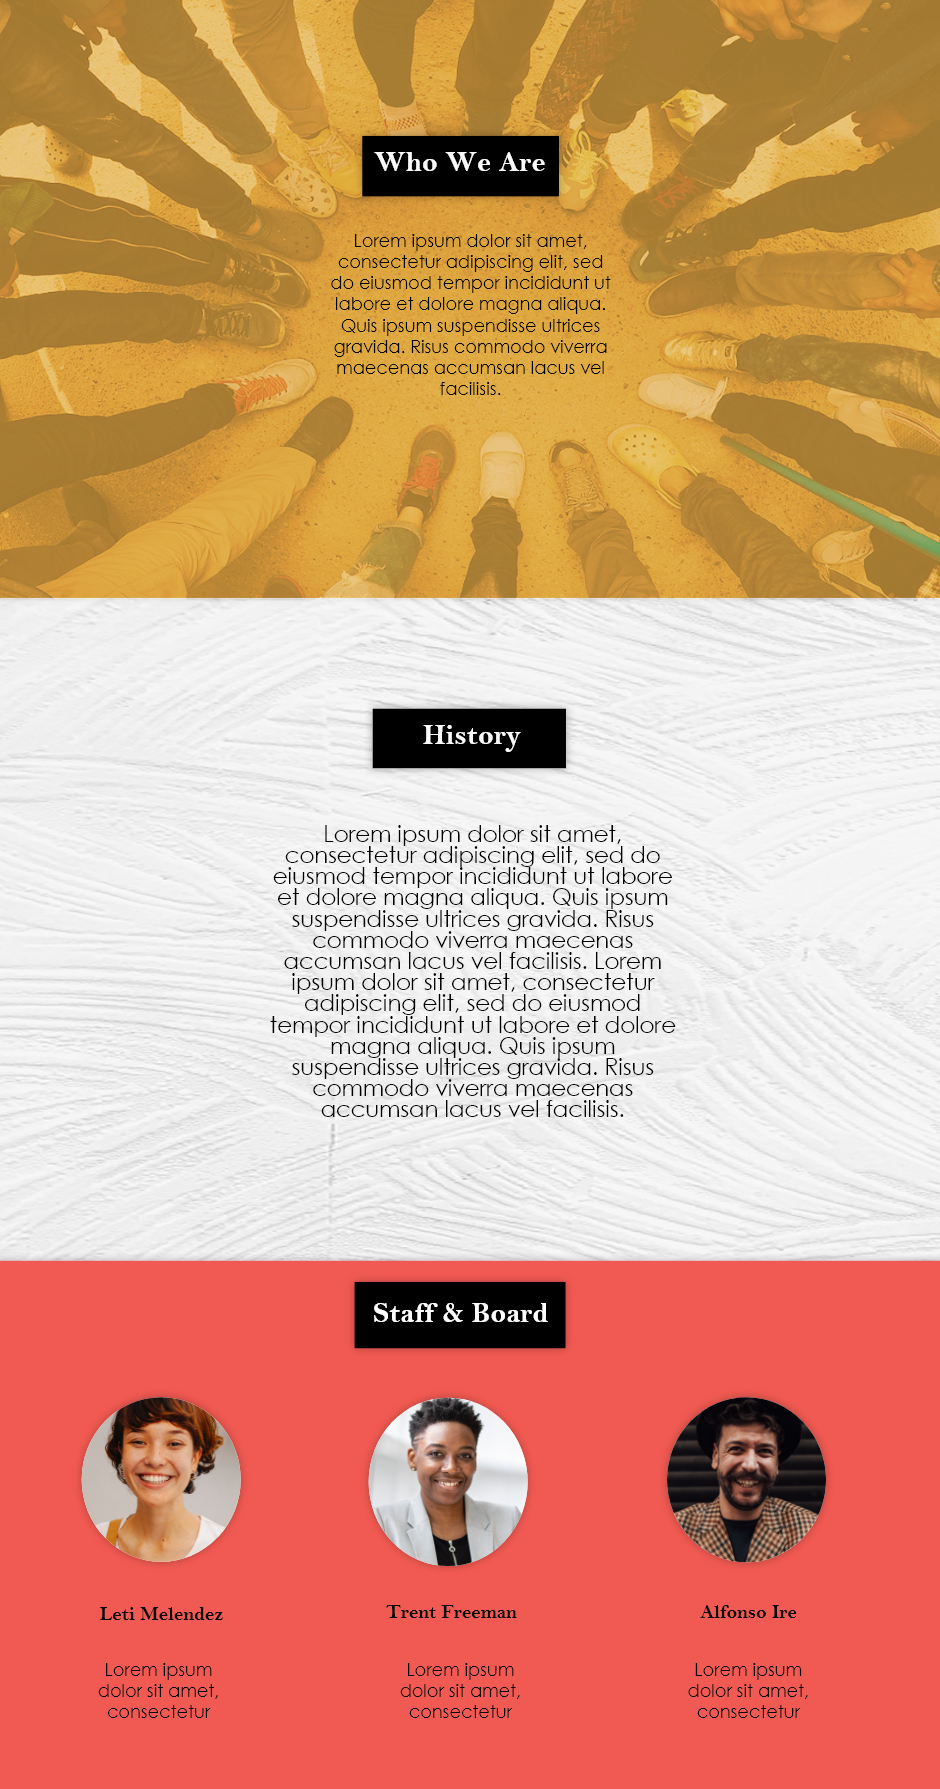 Who We Are
Lorem ipsum dolor sit amet,
consectetur adipiscing elit, sed
do eiusmod tempor incididunt ut
labore et dolore magna aliqua.
Quis ipsum suspendisse ultrices
gravida. Risus commodo viverra
maecenas accumsan lacus vel
facilisis.
History
Lorem ipsum dolor sit amet,
consectetur adipiscing elit, sed do
eiusmod tempor incididunt ut labore
et dolore magna aliqua. Quis ipsum
suspendisse ultrices gravida. Risus
commodo viverra maecenas
accumsan lacus vel facilisis. Lorem
ipsum dolor sit amet, consectetur
adipiscing elit, sed do eiusmod
tempor incididunt ut labore et dolore
magna aliqua. Quis ipsum
suspendisse ultrices gravida. Risus
commodo viverra maecenas
accumsan lacus vel facilisis.
Staff & Board
Leti Melendez
Lorem ipsum
dolor sit amet,
consectetur
Trent Freeman
Lorem ipsum
dolor sit amet,
consectetur
Alfonso Ire
Lorem ipsum
dolor sit amet,
consectetur